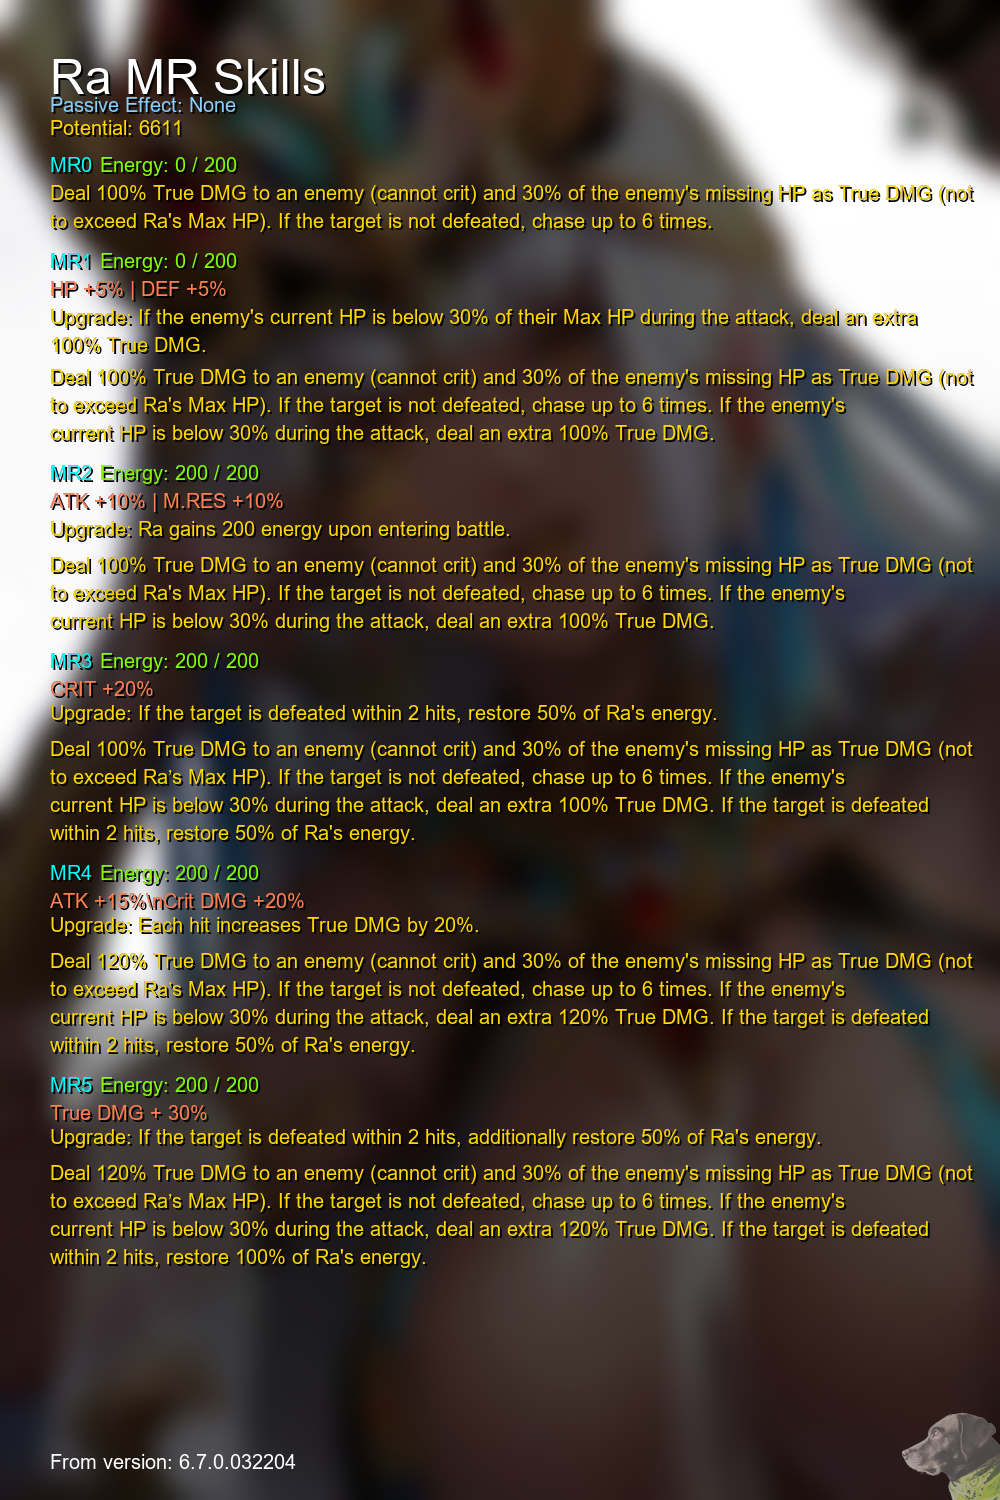 Ra MR Skills
Passive Effect: None
Potential: 6611
MR0 Energy: 0 / 200
Deal 100% True DMG to an enemy (cannot crit) and 30% of the enemy's missing HP as True DMG (not
to exceed Ra's Max HP). If the target is not defeated, chase up to 6 times.
MR1 Energy: 0 / 200
HP +5% | DEF +5%
Upgrade: If the enemy's current HP is below 30% of their Max HP during the attack, deal an extra
100% True DMG.
Deal 100% True DMG to an enemy (cannot crit) and 30% of the enemy's missing HP as True DMG (not
to exceed Ra's Max HP). If the target is not defeated, chase up to 6 times. If the enemy's
current HP is below 30% during the attack, deal an extra 100% True DMG.
MR2 Energy: 200 / 200
ATK +10% | M.RES +10%
Upgrade: Ra gains 200 energy upon entering battle.
Deal 100% True DMG to an enemy (cannot crit) and 30% of the enemy's missing HP as True DMG (not
to exceed Ra's Max HP). If the target is not defeated, chase up to 6 times. If the enemy's
current HP is below 30% during the attack, deal an extra 100% True DMG.
MR3 Energy: 200 / 200
CRIT +20%
Upgrade: If the target is defeated within 2 hits, restore 50% of Ra's energy.
Deal 100% True DMG to an enemy (cannot crit) and 30% of the enemy's missing HP as True DMG (not
to exceed Ra’s Max HP). If the target is not defeated, chase up to 6 times. If the enemy's
current HP is below 30% during the attack, deal an extra 100% True DMG. If the target is defeated
within 2 hits, restore 50% of Ra's energy.
MR4 Energy: 200 / 200
ATK +15%\nCrit DMG +20%
Upgrade: Each hit increases True DMG by 20%.
Deal 120% True DMG to an enemy (cannot crit) and 30% of the enemy's missing HP as True DMG (not
to exceed Ra’s Max HP). If the target is not defeated, chase up to 6 times. If the enemy's
current HP is below 30% during the attack, deal an extra 120% True DMG. If the target is defeated
within 2 hits, restore 50% of Ra's energy.
MR5 Energy: 200 / 200
True DMG + 30%
Upgrade: If the target is defeated within 2 hits, additionally restore 50% of Ra's energy.
Deal 120% True DMG to an enemy (cannot crit) and 30% of the enemy's missing HP as True DMG (not
to exceed Ra’s Max HP). If the target is not defeated, chase up to 6 times. If the enemy's
current HP is below 30% during the attack, deal an extra 120% True DMG. If the target is defeated
within 2 hits, restore 100% of Ra's energy.
From version: 6.7.0.032204